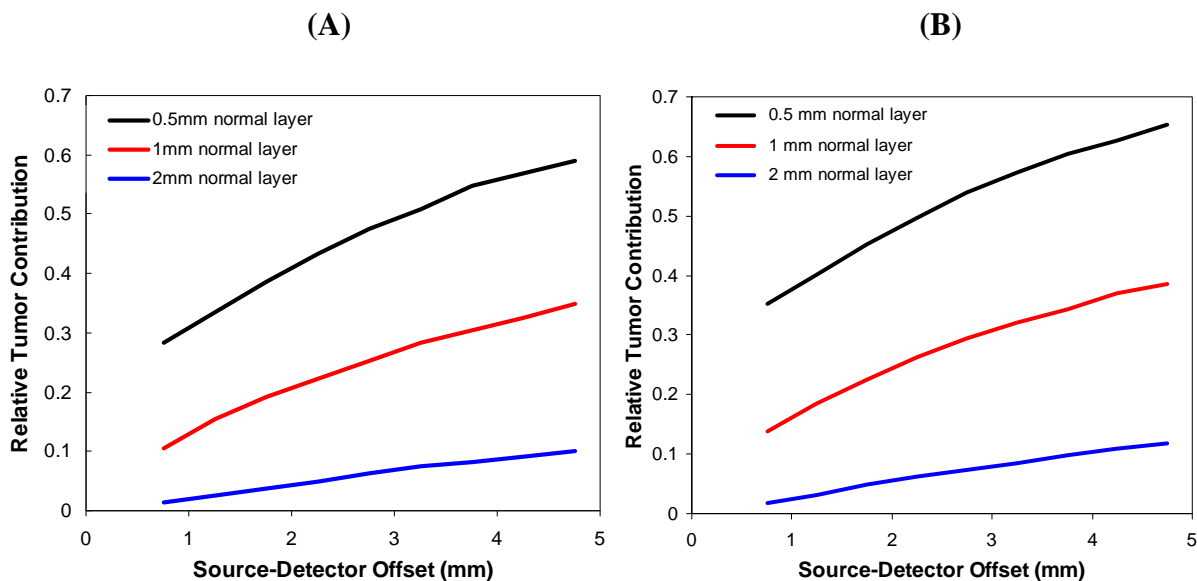 (A)
Relative Tumor Contribution
0.7
0.6
0.5
0.4
0.3
0.2
0.1
0
0.5mm normal layer
1mm normal layer
2mm normal layer
0 1 2 3 4 5
Source-Detector Offset (mm)
(B)
Relative Tumor Contribution
0.7
0.6
0.5
0.4
0.3
0.2
0.1
0
0.5 mm normal layer
1 mm normal layer
2 mm normal layer
0 1 2 3 4 5
Source-Detector Offset (mm)